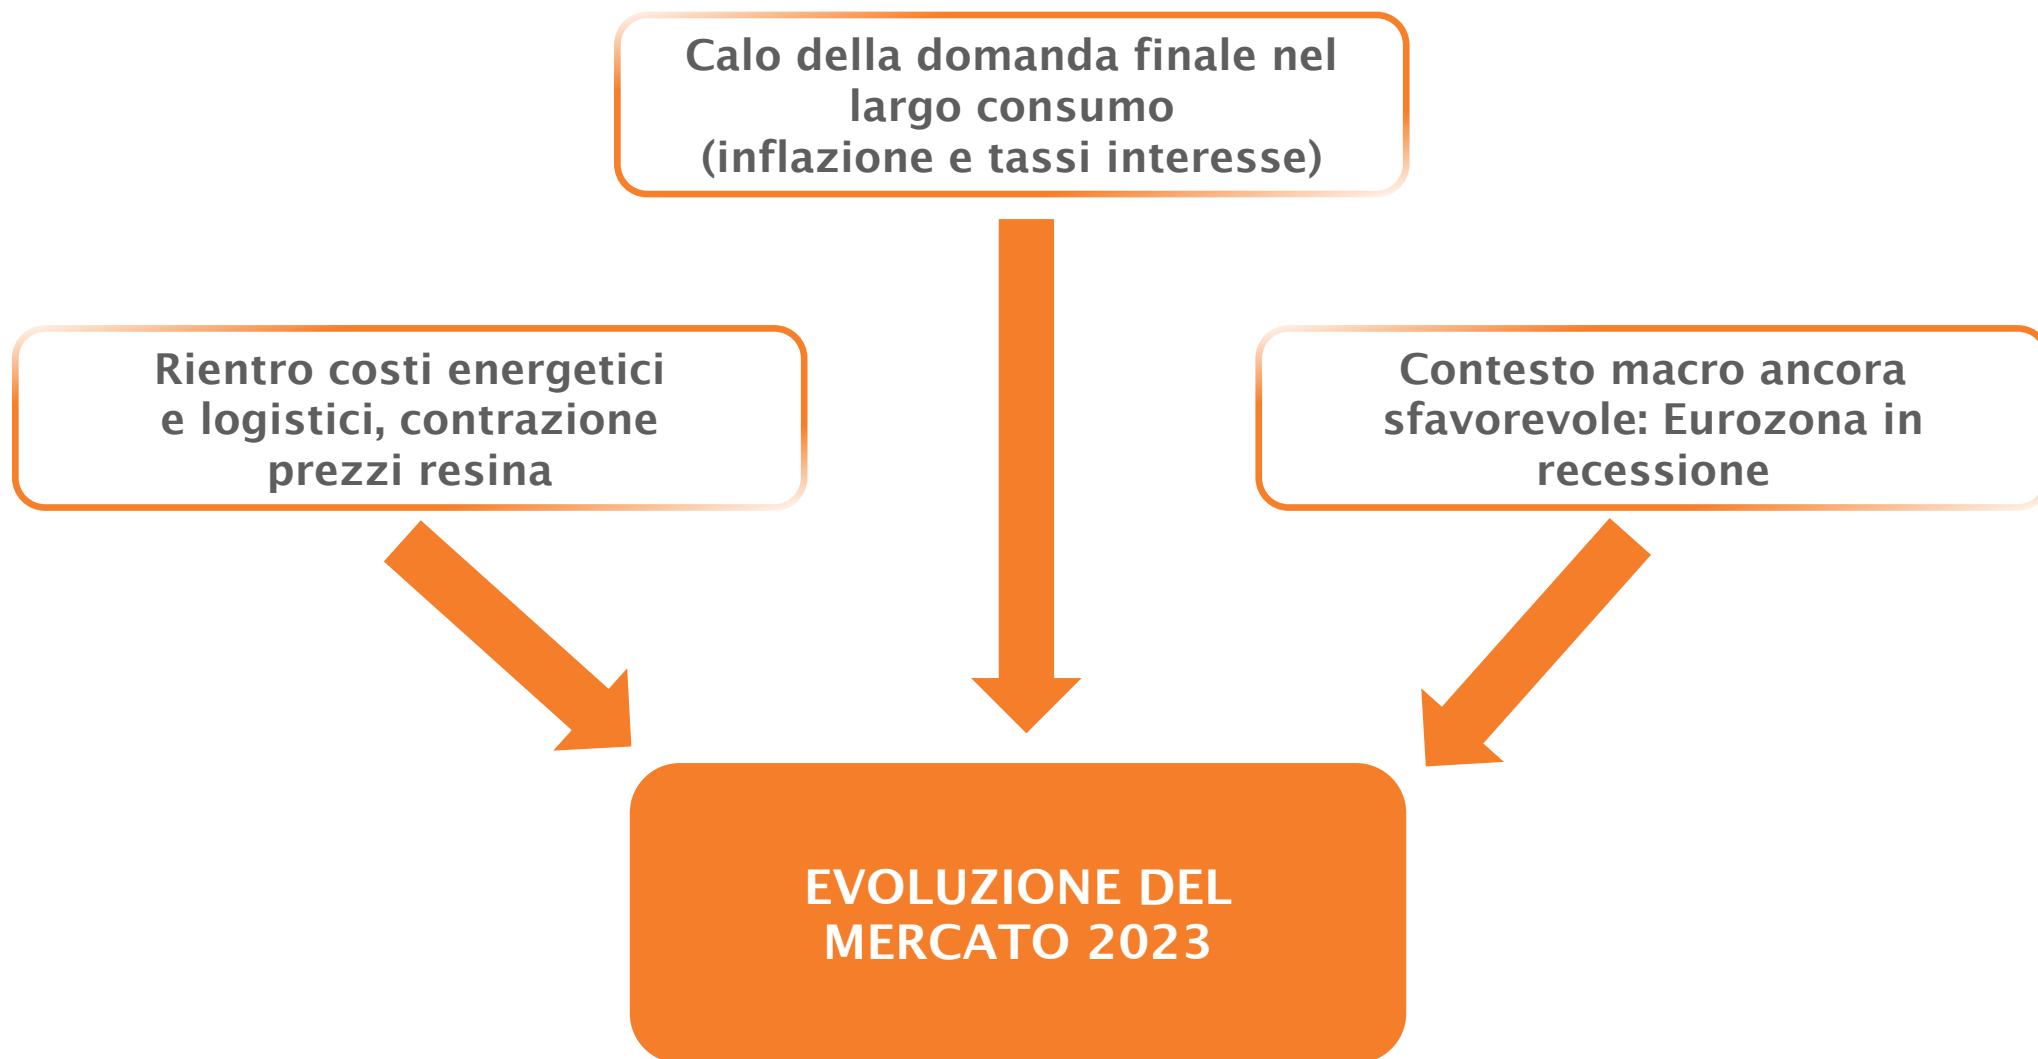 Calo della domanda finale nel
largo consumo
(inflazione e tassi interesse)
Rientro costi energetici
e logistici, contrazione
prezzi resina
Contesto macro ancora
sfavorevole: Eurozona in
recessione
EVOLUZIONE DEL
MERCATO 2023